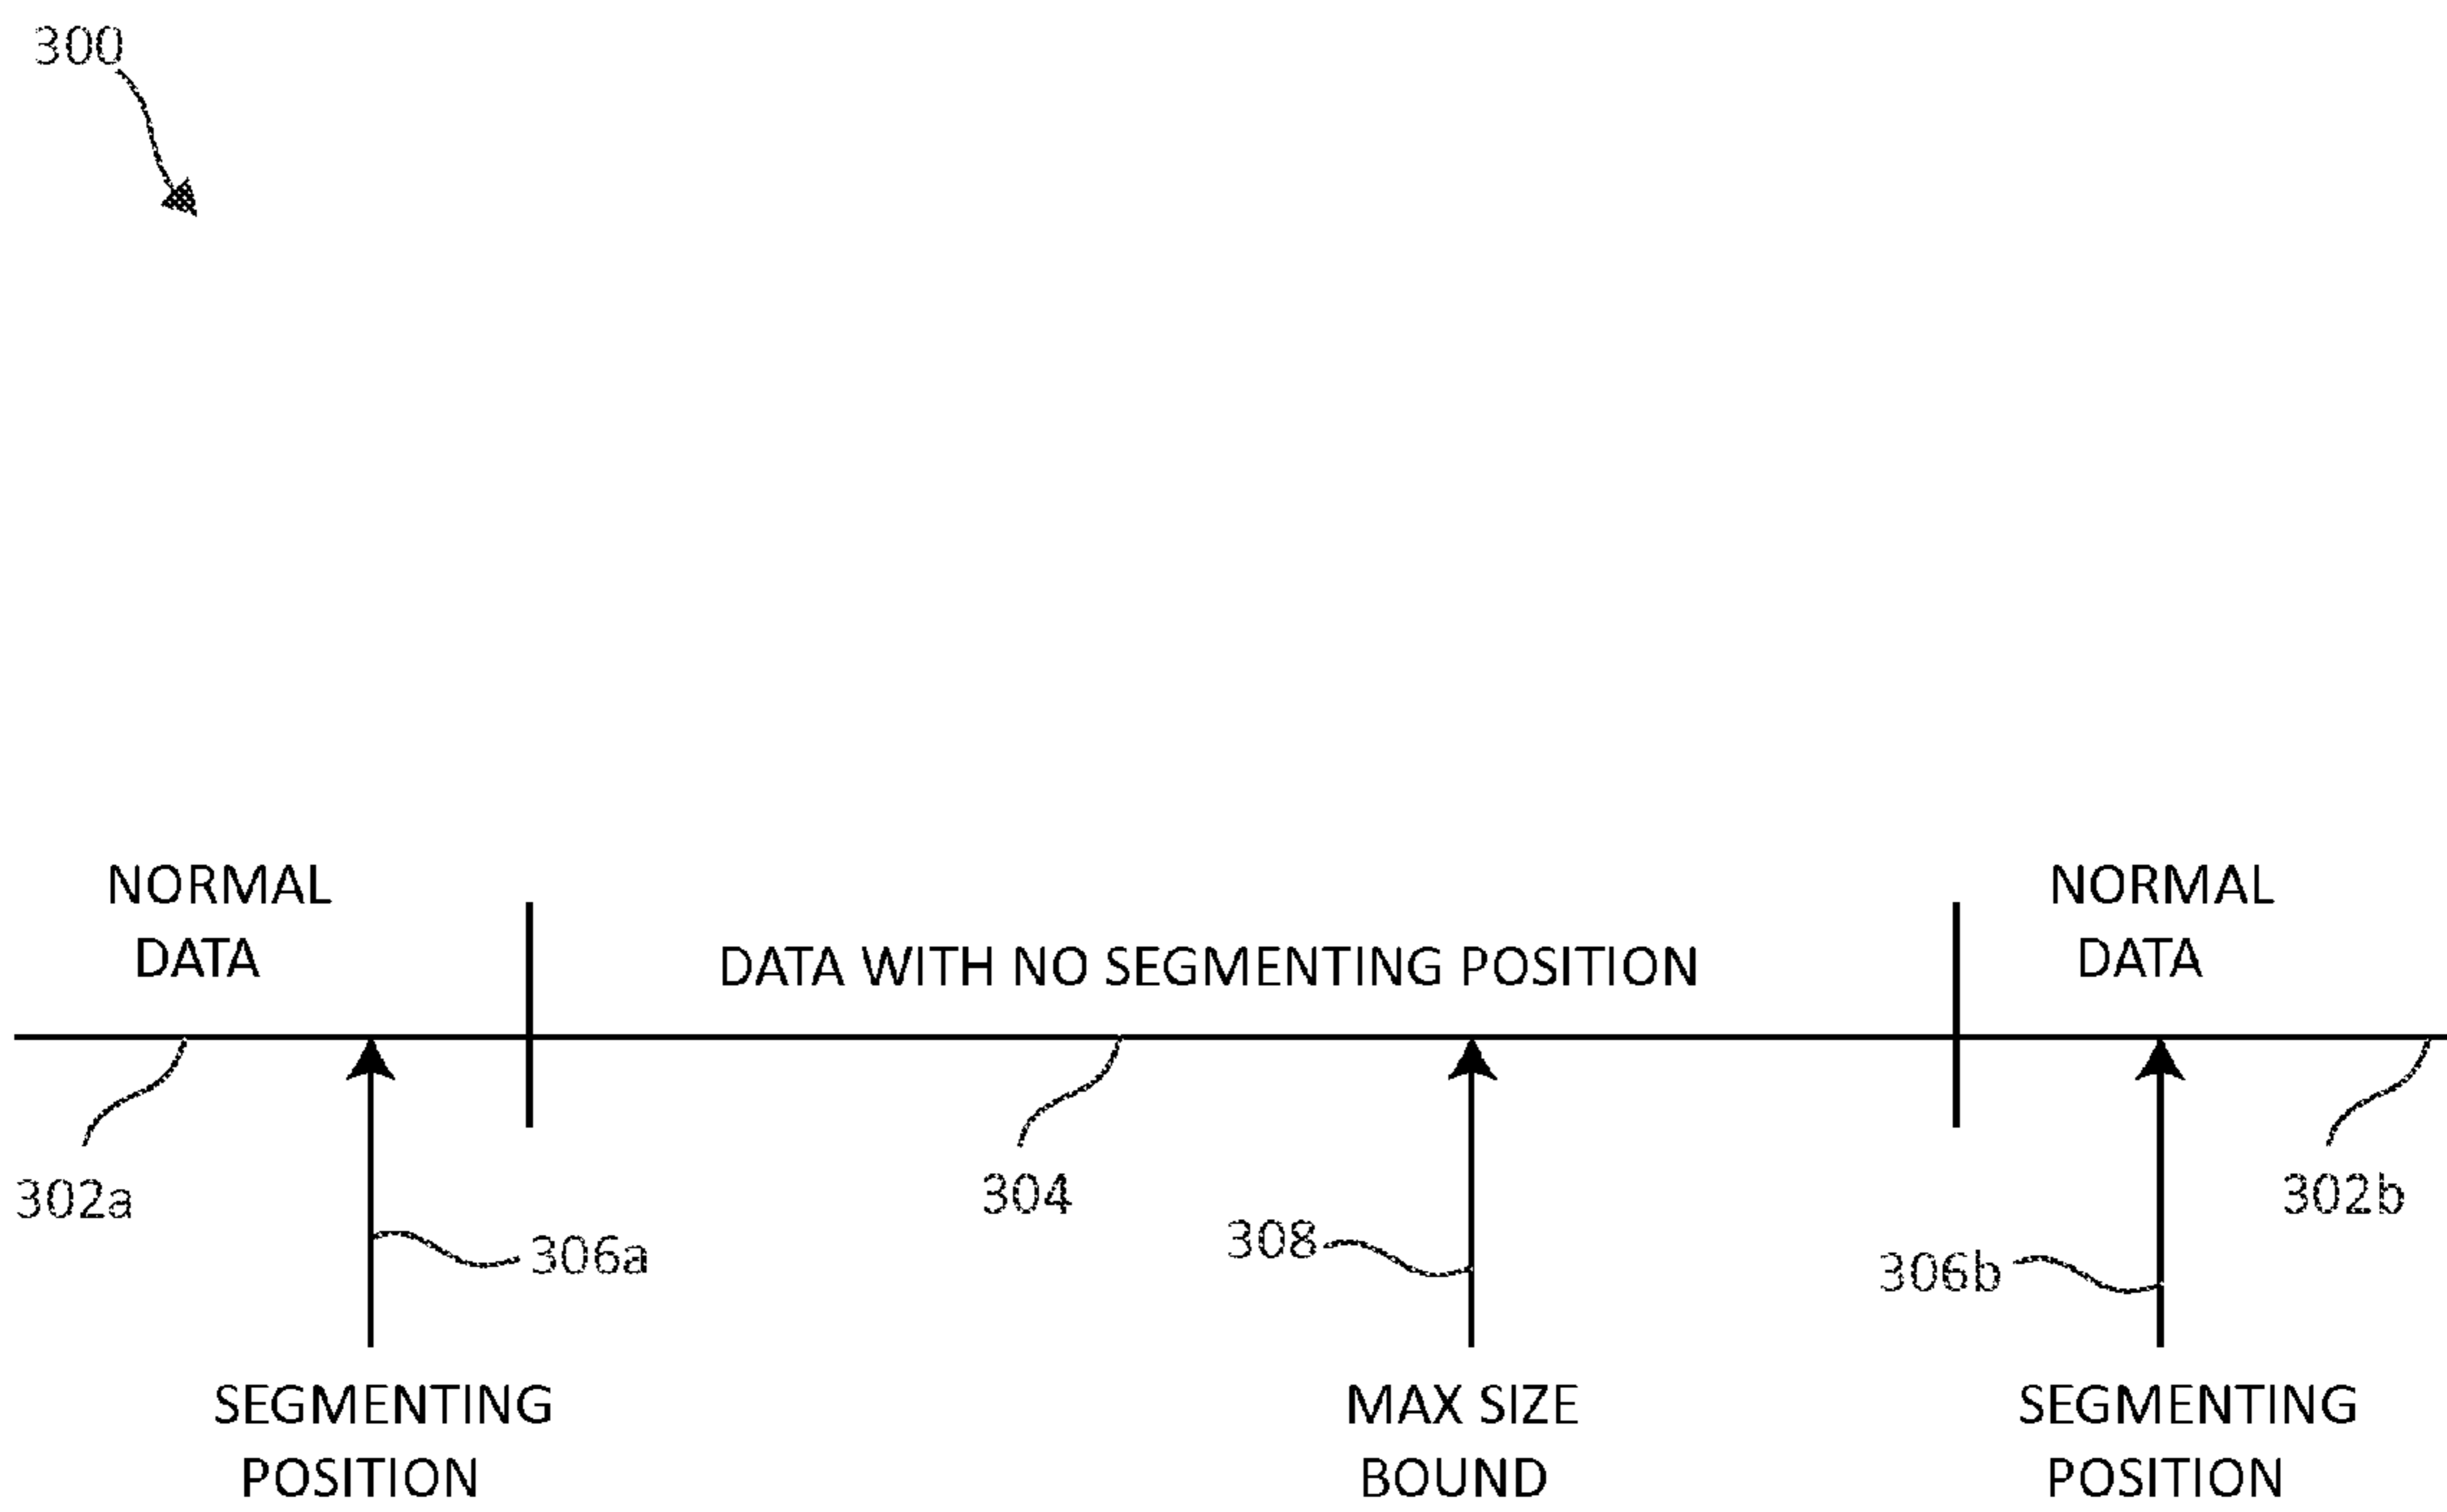 300
NORMAL
DATA
DATA WITH NO SEGMENTING POSITION
NORMAL
DATA
302a
306a
304
308
306b
302b
SEGMENTING
POSITION
MAX SIZE
BOUND
SEGMENTING
POSITION